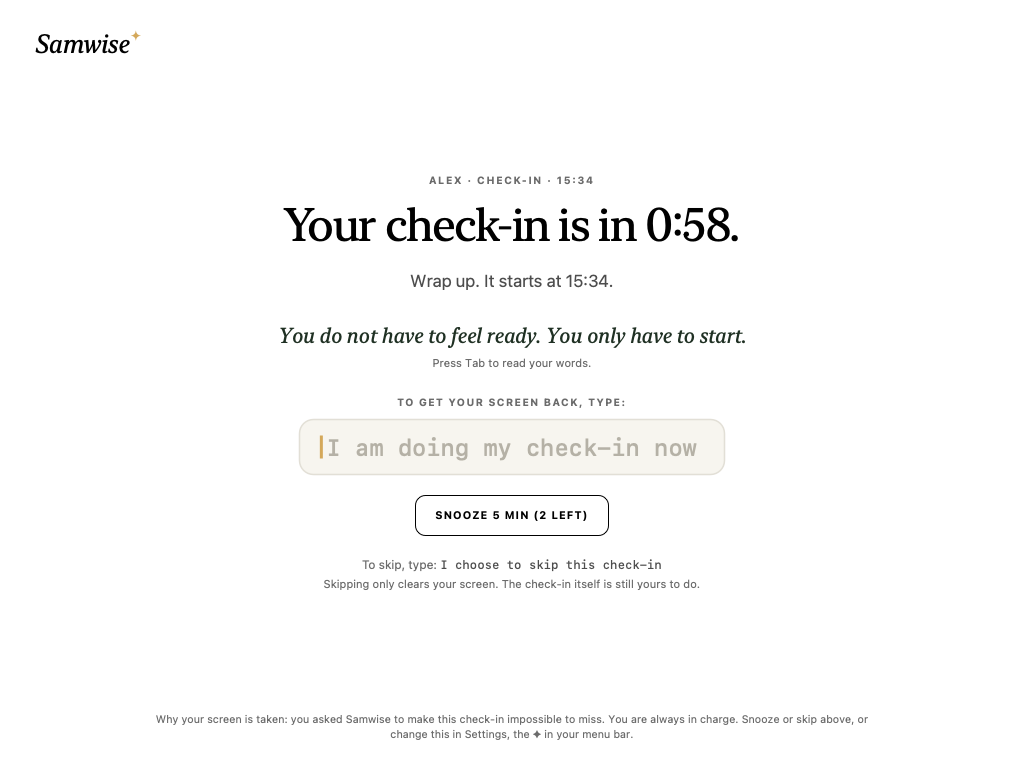 Samwise✦
ALEX · CHECK-IN · 15:34
Your check-in is in 0:58.
Wrap up. It starts at 15:34.
You do not have to feel ready. You only have to start.
Press Tab to read your words.
TO GET YOUR SCREEN BACK, TYPE:
I am doing my check-in now
SNOOZE 5 MIN (2 LEFT)
To skip, type: I choose to skip this check-in
Skipping only clears your screen. The check-in itself is still yours to do.
Why your screen is taken: you asked Samwise to make this check-in impossible to miss. You are always in charge. Snooze or skip above, or
change this in Settings, the ✦ in your menu bar.